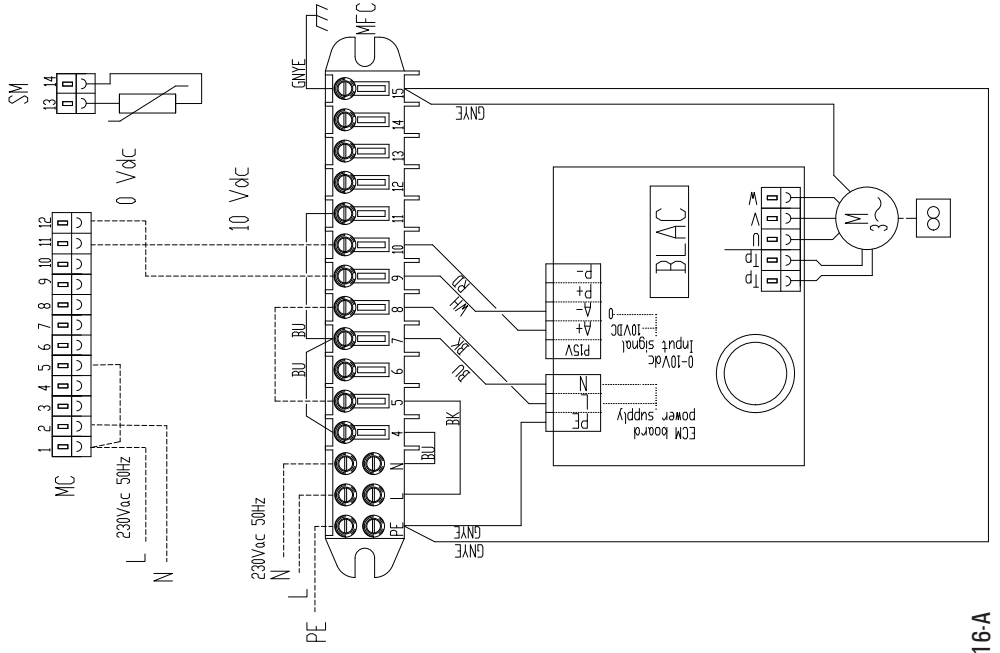 SM
13 14
0 Vdc
MC
1 2 3 4 5 6 7 8 9 10 11 12
230Vac 50Hz
L
N
10 Vdc
GNYE
MFC
BU
BU
230Vac 50Hz
N
L
PE
PE L N 4 5 6 7 8 9 10 11 12 13 14 15
GNYE
GNYE
BU
BK
BU
BK
WH
RD
GNYE
PE
L
N
ECM board
power supply
P15V
A+
A-
P+
P-
10VDC
0
0-10Vdc
Input signal
BLAC
Tp
Tp
U
V
W
M
3~
16-A